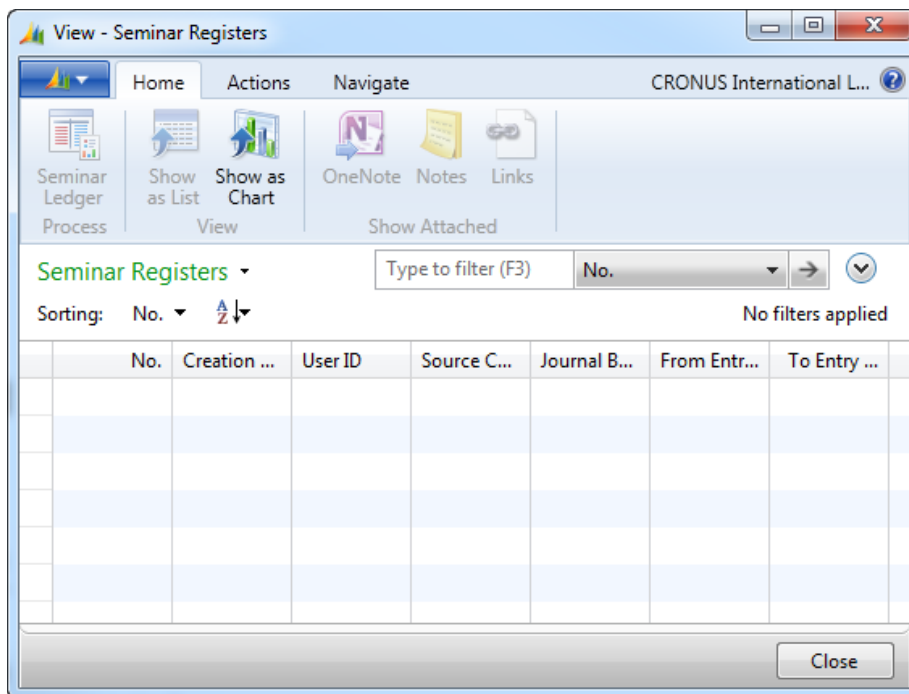 View - Seminar Registers
Home Actions Navigate CRONUS International L...
Seminar Ledger
Show as List
Show as Chart
OneNote Notes Links
Process View Show Attached
Seminar Registers Type to filter (F3) No.
Sorting: No. AZ No filters applied
No. Creation ... User ID Source C... Journal B... From Entr... To Entry ...
Close